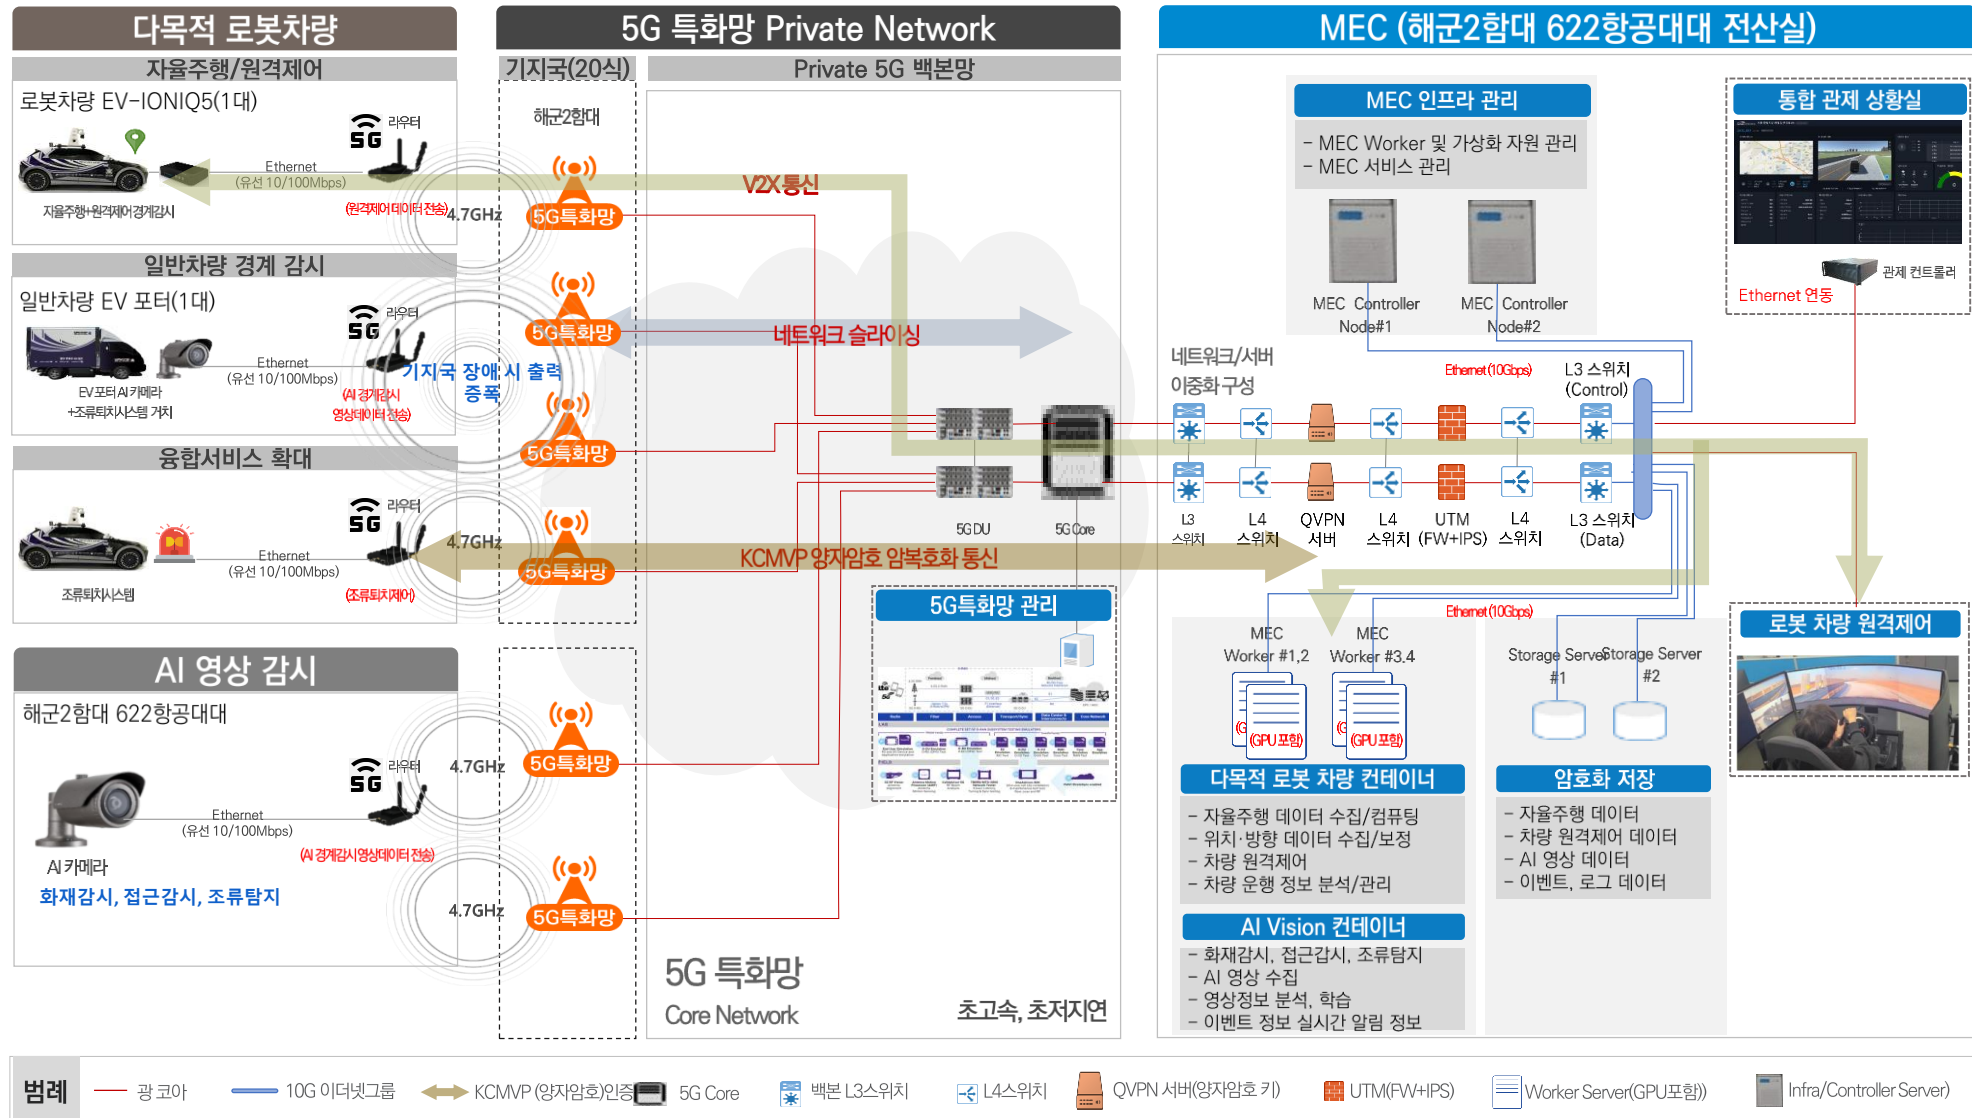 다목적 로봇차량
5G 특화망 Private Network
MEC (해군2함대 622항공대대 전산실)
자율주행/원격제어
로봇차량 EV-IONIQ5(1대)
5G
라우터
Ethernet
(유선 10/100Mbps)
자율주행+원격제어 경계감시
(원격제어 데이터 전송)
4.7GHz
일반차량 경계 감시
일반차량 EV 포터(1대)
5G
라우터
Ethernet
(유선 10/100Mbps)
EV 포터 AI 카메라
+조류퇴치시스템 거치
(AI 경계감시
영상데이터 전송)
기지국 장애 시 출력
증폭
융합서비스 확대
5G
라우터
Ethernet
(유선 10/100Mbps)
조류퇴치시스템
(조류퇴치제어)
4.7GHz
AI 영상 감시
해군2함대 622항공대대
5G
라우터
Ethernet
(유선 10/100Mbps)
AI 카메라
(AI 경계감시 영상데이터 전송)
화재감시, 접근감시, 조류탐지
4.7GHz
4.7GHz
기지국(20식)
해군2함대
5G특화망
5G특화망
5G특화망
5G특화망
5G특화망
5G특화망
Private 5G 백본망
V2X 통신
네트워크 슬라이싱
5G DU
5G Core
KCMVP 양자암호 암복호화 통신
5G특화망 관리
5G 특화망
Core Network
초고속, 초저지연
MEC 인프라 관리
- MEC Worker 및 가상화 자원 관리
- MEC 서비스 관리
MEC Controller
Node#1
MEC Controller
Node#2
통합 관제 상황실
관제 컨트롤러
Ethernet 연동
네트워크/서버
이중화 구성
Ethernet (10Gbps)
L3 스위치
(Control)
L3
스위치
L4
스위치
QVPN
서버
L4
스위치
UTM
(FW+IPS)
L4
스위치
L3 스위치
(Data)
Ethernet (10Gbps)
MEC
Worker #1,2
MEC
Worker #3.4
(GPU 포함)
(GPU 포함)
Storage Server
#1
Storage Server
#2
로봇 차량 원격제어
다목적 로봇 차량 컨테이너
- 자율주행 데이터 수집/컴퓨팅
- 위치·방향 데이터 수집/보정
- 차량 원격제어
- 차량 운행 정보 분석/관리
암호화 저장
- 자율주행 데이터
- 차량 원격제어 데이터
- AI 영상 데이터
- 이벤트, 로그 데이터
AI Vision 컨테이너
- 화재감시, 접근갑시, 조류탐지
- AI 영상 수집
- 영상정보 분석, 학습
- 이벤트 정보 실시간 알림 정보
범례
광 코아
10G 이더넷그룹
KCMVP (양자암호)인증
5G Core
백본 L3스위치
L4스위치
QVPN 서버(양자암호 키)
UTM(FW+IPS)
Worker Server(GPU포함))
Infra/Controller Server)